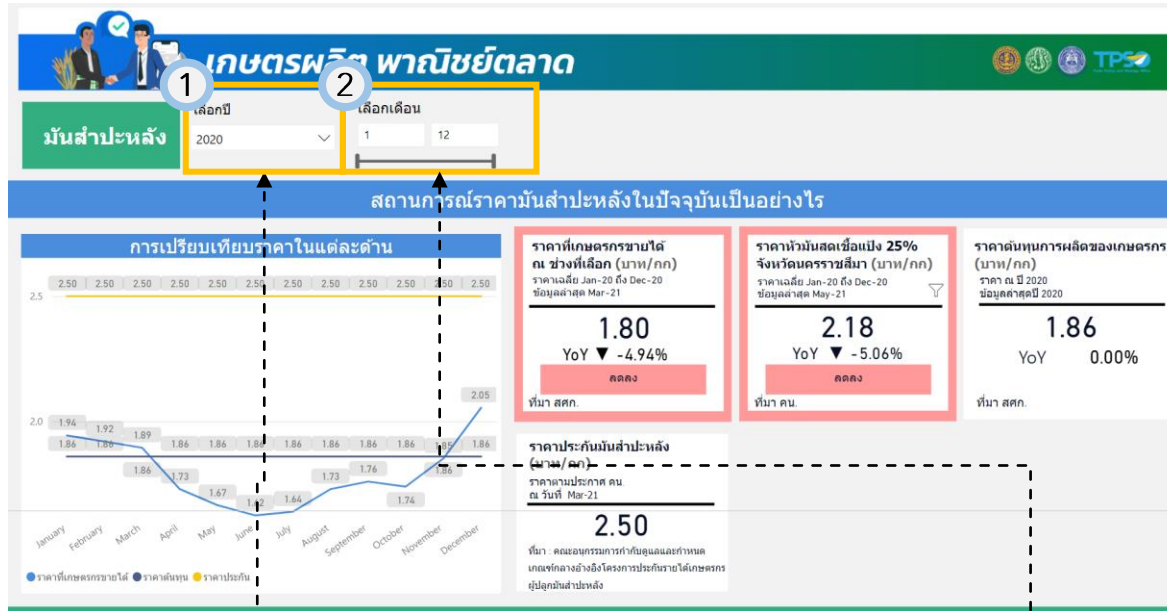 เกษตรผลิต พาณิชย์ตลาด
TPSO
1
2
มันสำปะหลัง
เลือกปี
2020
เลือกเดือน
1 12
สถานการณ์ราคามันสำปะหลังในปัจจุบันเป็นอย่างไร
การเปรียบเทียบราคาในแต่ละด้าน
2.50 2.50 2.50 2.50 2.50 2.50 2.50 2.50 2.50 2.50 2.50 2.50
2.5
2.05
2.0
1.94 1.92 1.89
1.86 1.86 1.86 1.86 1.86 1.86 1.86 1.86 1.86 1.85 1.86
1.86 1.73 1.67 1.62 1.64 1.73 1.76 1.74 1.86
January February March April May June July August September October November December
ราคาที่เกษตรกรขายได้ ราคาต้นทุน ราคาประกัน
ราคาที่เกษตรกรขายได้
ณ ช่วงที่เลือก (บาท/กก)
ราคาเฉลี่ย Jan-20 ถึง Dec-20
ข้อมูลล่าสุด Mar-21
1.80
YoY ▼ -4.94%
ลดลง
ที่มา สศก.
ราคาหัวมันสดเชื้อแป้ง 25%
จังหวัดนครราชสีมา (บาท/กก)
ราคาเฉลี่ย Jan-20 ถึง Dec-20
ข้อมูลล่าสุด May-21
2.18
YoY ▼ -5.06%
ลดลง
ที่มา คน.
ราคาต้นทุนการผลิตของเกษตรกร
(บาท/กก)
ราคา ณ ปี 2020
ข้อมูลล่าสุดปี 2020
1.86
YoY 0.00%
ที่มา สศก.
ราคาประกันมันสำปะหลัง
(บาท/กก)
ราคาตามประกาศ คน.
ณ วันที่ Mar-21
2.50
ที่มา : คณะอนุกรรมการกำกับดูแลและกำหนด
เกณฑ์กลางอ้างอิงโครงการประกันรายได้เกษตรกร
ผู้ปลูกมันสำปะหลัง